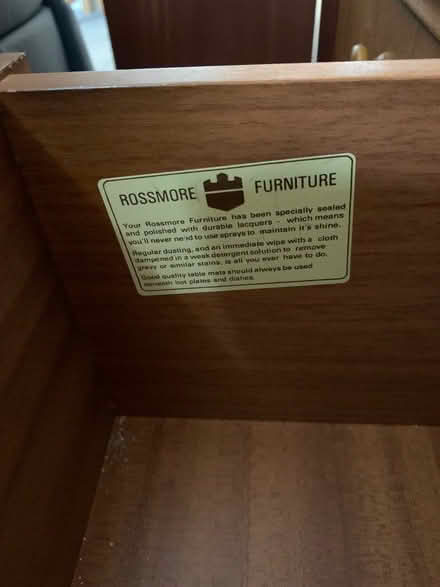 ROSSMORE FURNITURE
Your Rossmore Furniture has been specially sealed
and polished with durable lacquers - which means
you'll never need to use sprays to maintain it's shine.
Regular dusting, and an immediate wipe with a cloth
dampened in a weak detergent solution to remove
gravy or similar stains, is all you ever have to do.
Good quality table mats should always be used
beneath hot plates and dishes.